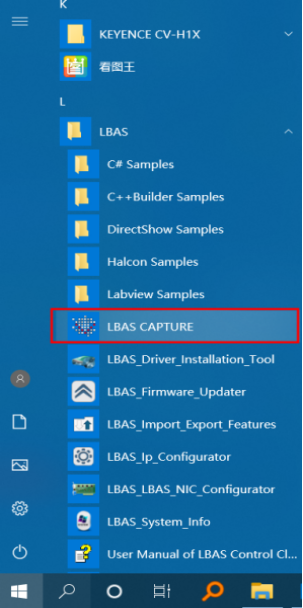 K
KEYENCE CV-H1X
看图王
L
LBAS
C# Samples
C++Builder Samples
DirectShow Samples
Halcon Samples
Labview Samples
LBAS CAPTURE
LBAS_Driver_Installation_Tool
LBAS_Firmware_Updater
LBAS_Import_Export_Features
LBAS_Ip_Configurator
LBAS_LBAS_NIC_Configurator
LBAS_System_Info
User Manual of LBAS Control Cl...